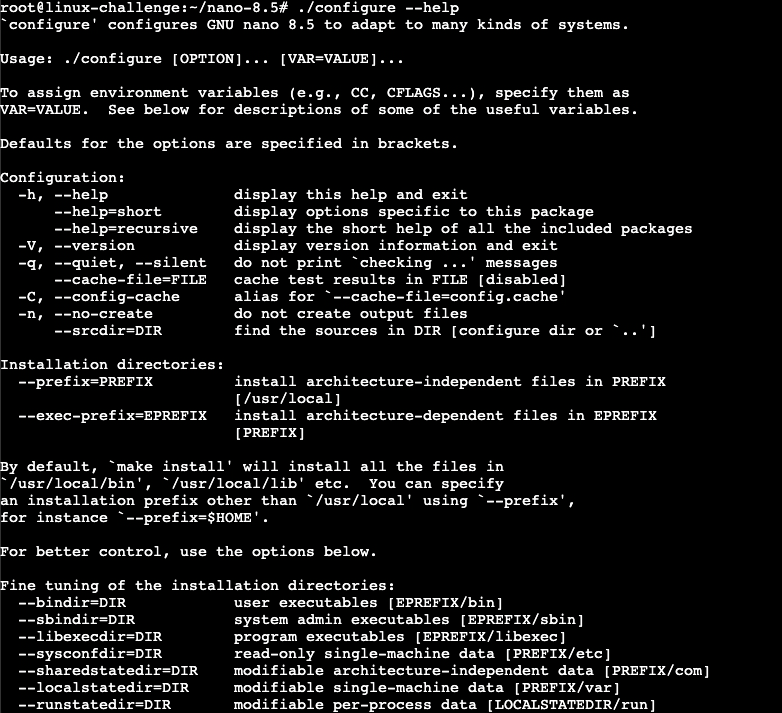 root@linux-challenge:~/nano-8.5# ./configure --help
`configure' configures GNU nano 8.5 to adapt to many kinds of systems.

Usage: ./configure [OPTION]... [VAR=VALUE]...

To assign environment variables (e.g., CC, CFLAGS...), specify them as
VAR=VALUE.  See below for descriptions of some of the useful variables.

Defaults for the options are specified in brackets.

Configuration:
  -h, --help              display this help and exit
      --help=short        display options specific to this package
      --help=recursive    display the short help of all the included packages
  -V, --version           display version information and exit
  -q, --quiet, --silent   do not print `checking ...' messages
      --cache-file=FILE   cache test results in FILE [disabled]
  -C, --config-cache      alias for `--cache-file=config.cache'
  -n, --no-create         do not create output files
      --srcdir=DIR        find the sources in DIR [configure dir or `..']

Installation directories:
  --prefix=PREFIX         install architecture-independent files in PREFIX
                          [/usr/local]
  --exec-prefix=EPREFIX   install architecture-dependent files in EPREFIX
                          [PREFIX]

By default, `make install' will install all the files in
`/usr/local/bin', `/usr/local/lib' etc.  You can specify
an installation prefix other than `/usr/local' using `--prefix',
for instance `--prefix=$HOME'.

For better control, use the options below.

Fine tuning of the installation directories:
  --bindir=DIR            user executables [EPREFIX/bin]
  --sbindir=DIR           system admin executables [EPREFIX/sbin]
  --libexecdir=DIR        program executables [EPREFIX/libexec]
  --sysconfdir=DIR        read-only single-machine data [PREFIX/etc]
  --sharedstatedir=DIR    modifiable architecture-independent data [PREFIX/com]
  --localstatedir=DIR     modifiable single-machine data [PREFIX/var]
  --runstatedir=DIR       modifiable per-process data [LOCALSTATEDIR/run]